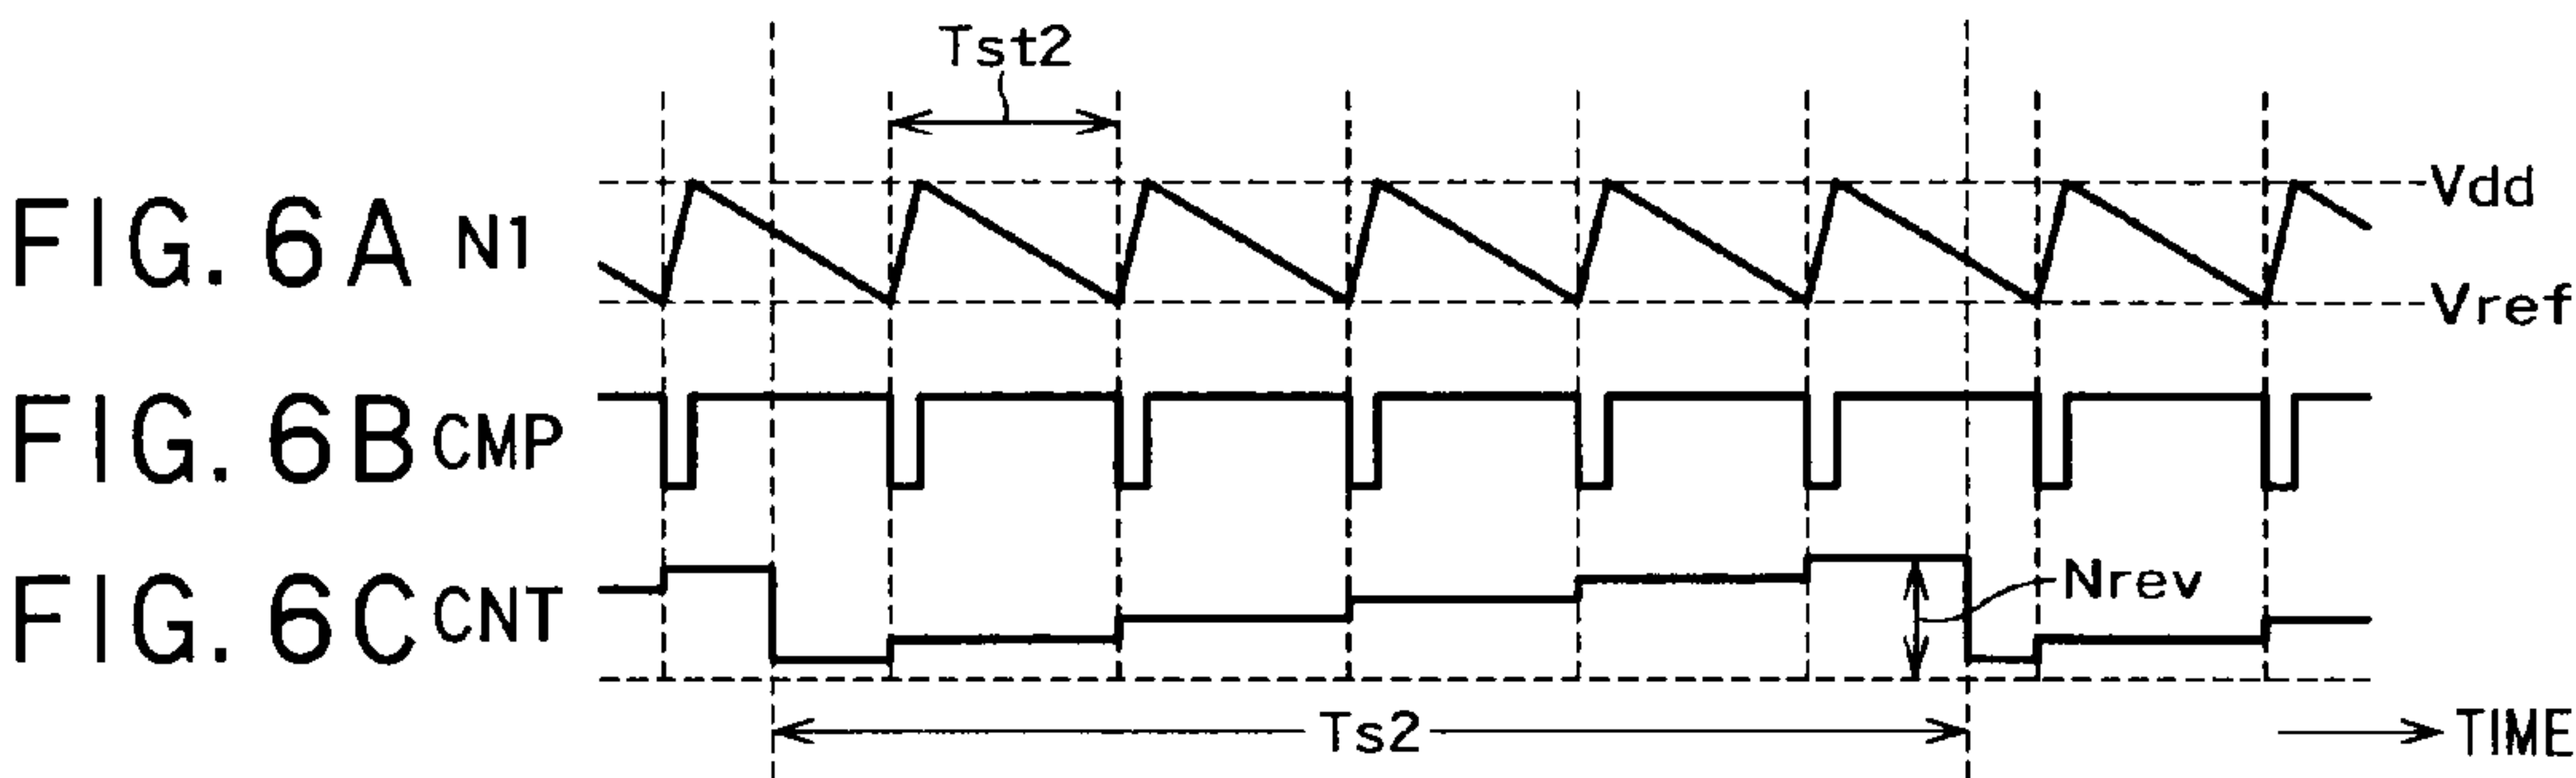 Tst2
FIG. 6A N1
Vdd
Vref
FIG. 6B CMP
FIG. 6C CNT
Nrev
Ts2
TIME